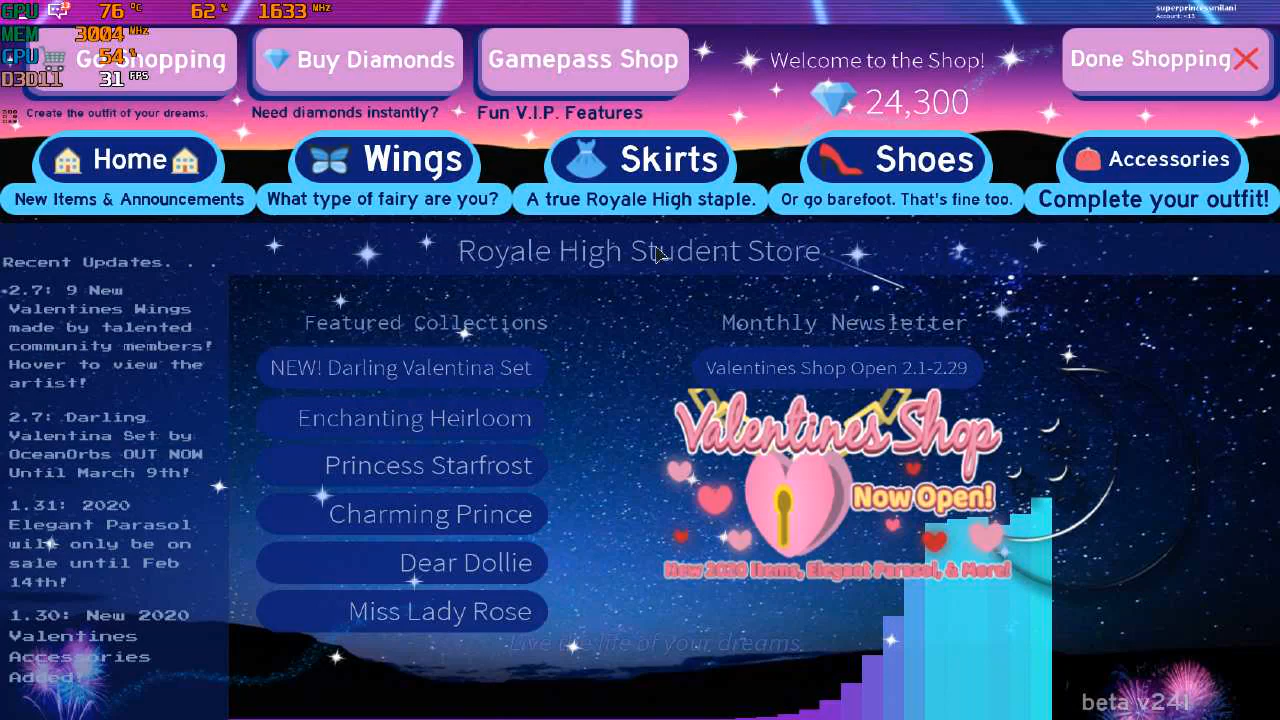 GPU 76 °C 62 % 1633 MHz
MEM 3004 MHz
CPU 54 %
D3D11 31 FPS
superprincessmilani
Account: <13
Go Shopping
Buy Diamonds
Gamepass Shop
Welcome to the Shop!
24,300
Done Shopping
Create the outfit of your dreams.
Need diamonds instantly?
Fun V.I.P. Features
Home
Wings
Skirts
Shoes
Accessories
New Items & Announcements
What type of fairy are you?
A true Royale High staple.
Or go barefoot. That's fine too.
Complete your outfit!
Royale High Student Store
Recent Updates. . .
2.7: 9 New
Valentines Wings
made by talented
community members!
Hover to view the
artist!
2.7: Darling
Valentina Set by
OceanOrbs OUT NOW
Until March 9th!
1.31: 2020
Elegant Parasol
will only be on
sale until Feb
14th!
1.30: New 2020
Valentines
Accessories
Added!
Featured Collections
NEW! Darling Valentina Set
Enchanting Heirloom
Princess Starfrost
Charming Prince
Dear Dollie
Miss Lady Rose
Monthly Newsletter
Valentines Shop Open 2.1-2.29
Valentines Shop
Now Open!
New 2020 Items, Elegant Parasol, & More!
Live the life of your dreams.
beta v241